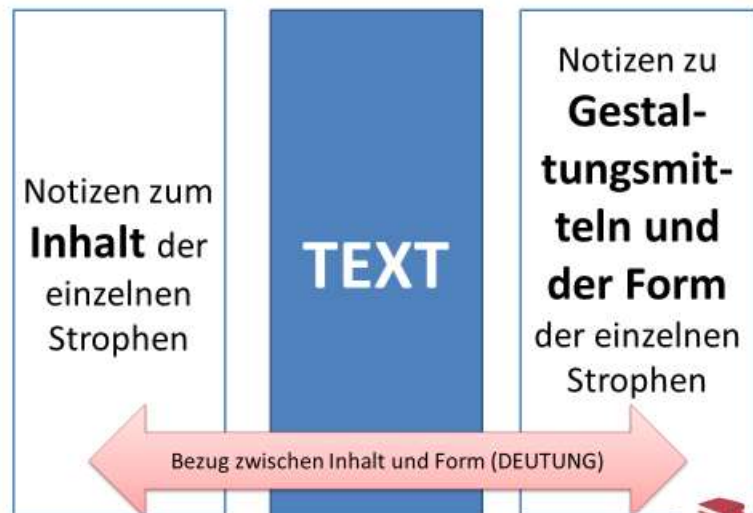 Notizen zum
Inhalt der
einzelnen
Strophen
TEXT
Notizen zu
Gestal-
tungsmit-
teln und
der Form
der einzelnen
Strophen
Bezug zwischen Inhalt und Form (DEUTUNG)